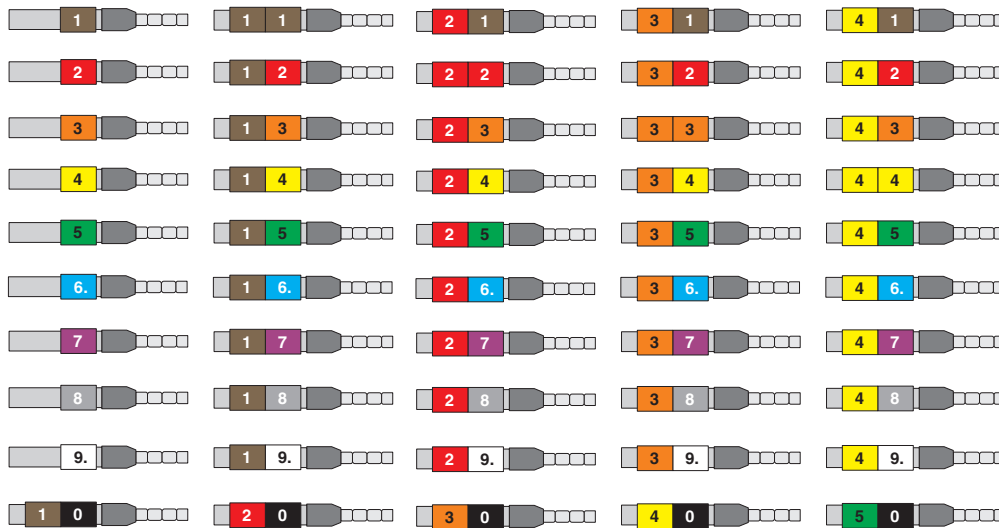 1 1 1 2 1 3 1 4 1
2 1 2 2 2 3 2 4 2
3 1 3 2 3 3 3 4 3
4 1 4 2 4 3 4 4 4
5 1 5 2 5 3 5 4 5
6. 1 6. 2 6. 3 6. 4 6.
7 1 7 2 7 3 7 4 7
8 1 8 2 8 3 8 4 8
9. 1 9. 2 9. 3 9. 4 9.
1 0 2 0 3 0 4 0 5 0